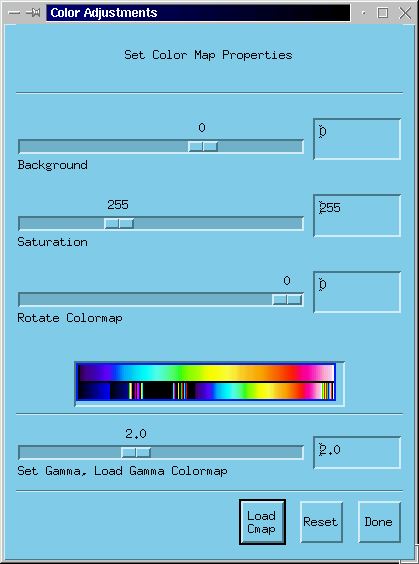 Color Adjustments
Set Color Map Properties
0
0
Background
255
255
Saturation
0
0
Rotate Colormap
2.0
2.0
Set Gamma, Load Gamma Colormap
Load
Cmap
Reset
Done